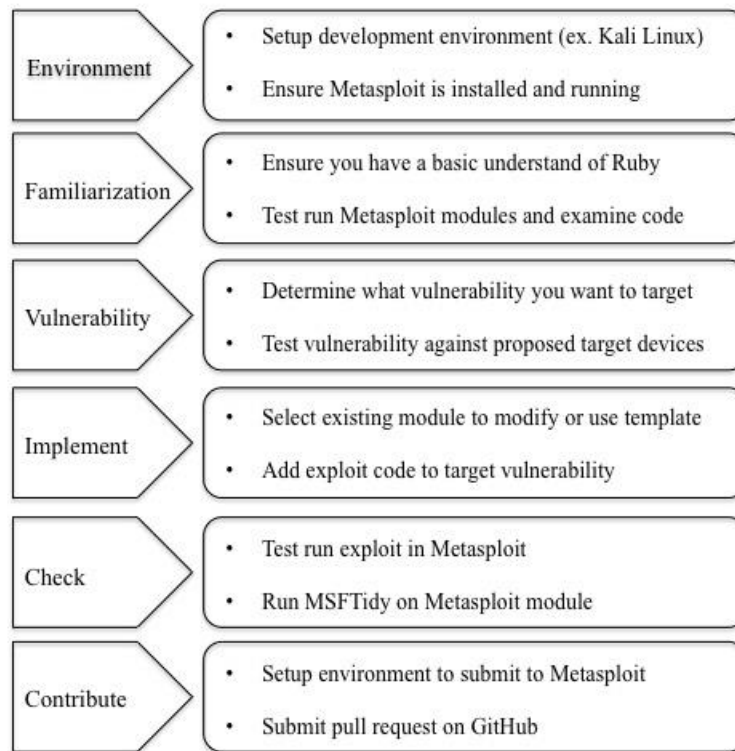 Environment
• Setup development environment (ex. Kali Linux)
• Ensure Metasploit is installed and running
Familiarization
• Ensure you have a basic understand of Ruby
• Test run Metasploit modules and examine code
Vulnerability
• Determine what vulnerability you want to target
• Test vulnerability against proposed target devices
Implement
• Select existing module to modify or use template
• Add exploit code to target vulnerability
Check
• Test run exploit in Metasploit
• Run MSFTidy on Metasploit module
Contribute
• Setup environment to submit to Metasploit
• Submit pull request on GitHub